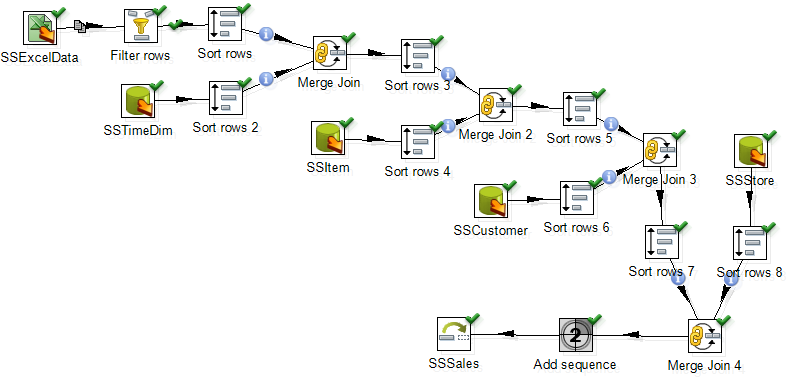 SSExcelData
Filter rows
Sort rows
Merge Join
Sort rows 3
SSTimeDim
Sort rows 2
SSItem
Sort rows 4
Merge Join 2
Sort rows 5
SSCustomer
Sort rows 6
Merge Join 3
SSStore
Sort rows 7
Sort rows 8
SSSales
2
Add sequence
Merge Join 4